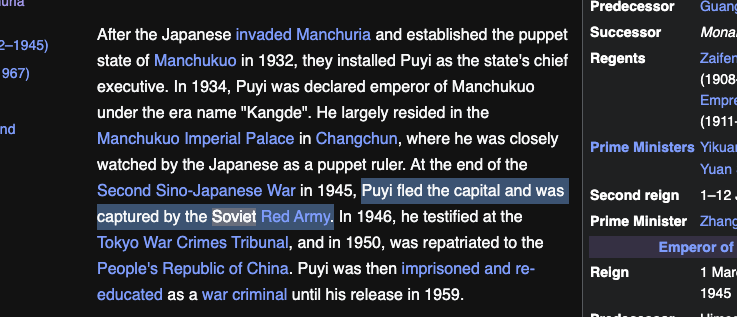 2–1945)
1967)
nd
After the Japanese invaded Manchuria and established the puppet
state of Manchukuo in 1932, they installed Puyi as the state's chief
executive. In 1934, Puyi was declared emperor of Manchukuo
under the era name "Kangde". He largely resided in the
Manchukuo Imperial Palace in Changchun, where he was closely
watched by the Japanese as a puppet ruler. At the end of the
Second Sino-Japanese War in 1945, Puyi fled the capital and was
captured by the Soviet Red Army. In 1946, he testified at the
Tokyo War Crimes Tribunal, and in 1950, was repatriated to the
People's Republic of China. Puyi was then imprisoned and re-
educated as a war criminal until his release in 1959.
Predecessor Guang
Successor Mona
Regents Zaifen
(1908-
Empre
(1911-
Prime Ministers Yikuan
Yuan
Second reign 1–12 J
Prime Minister Zhang
Emperor of
Reign 1 Mar
1945